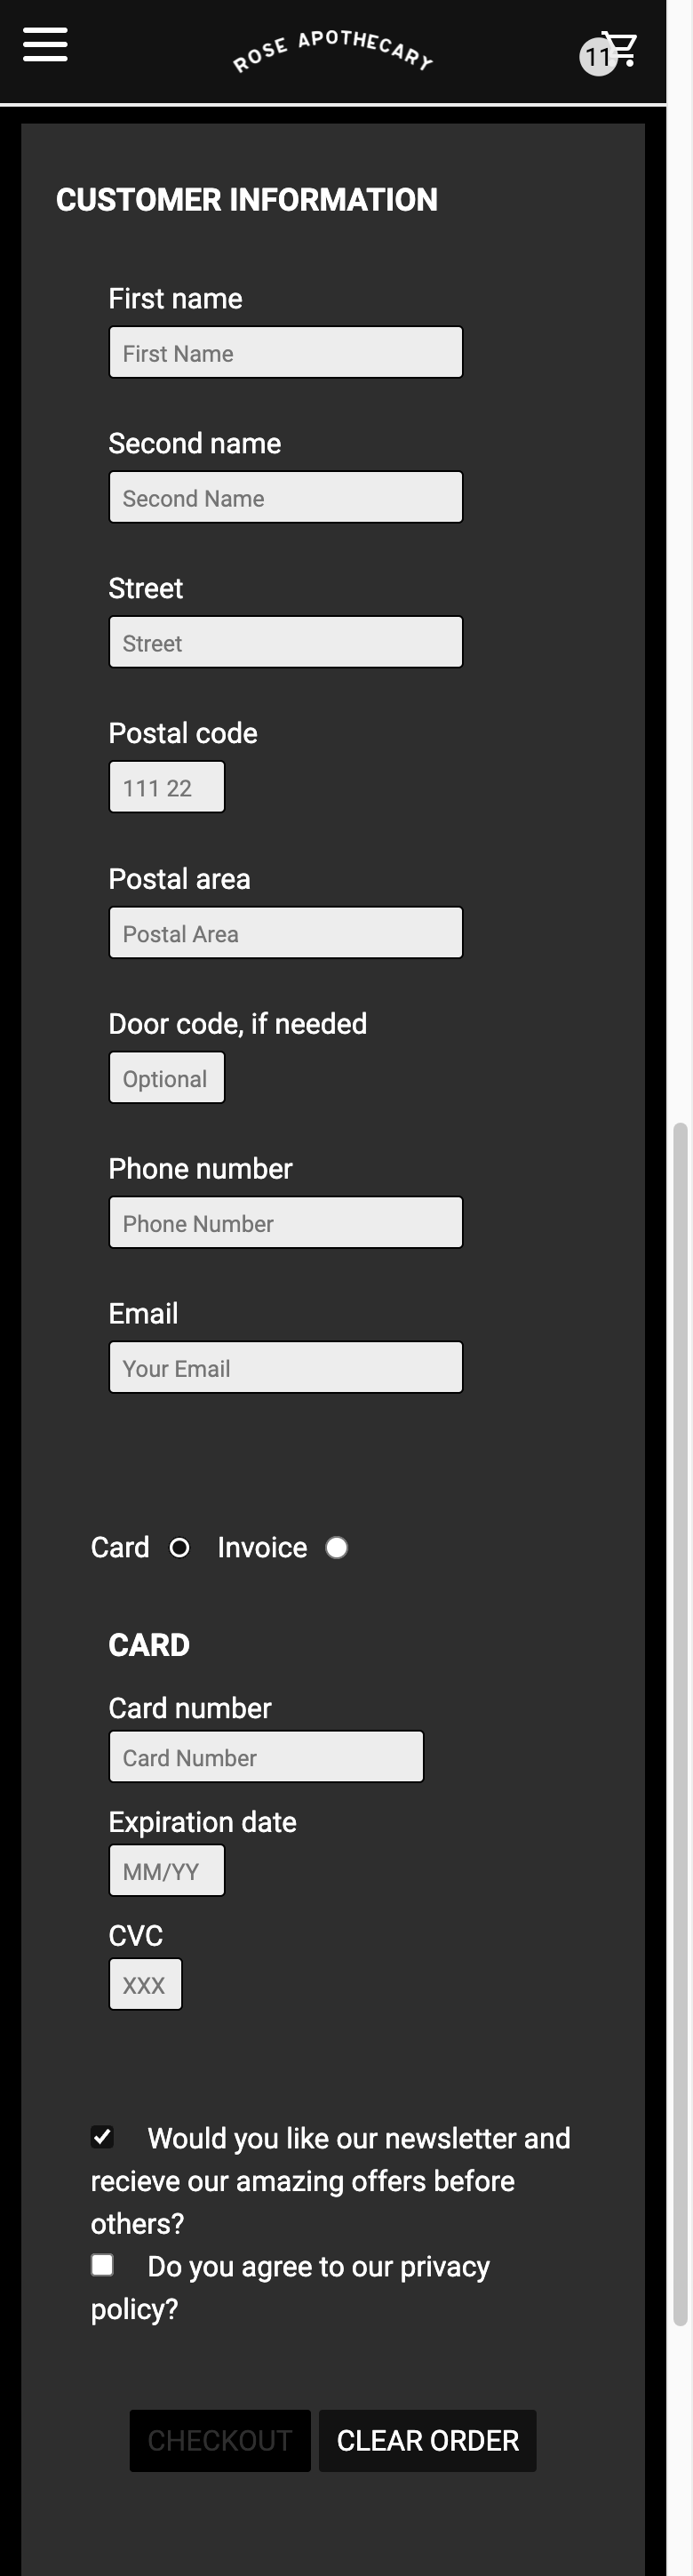 ROSE APOTHECARY
11
CUSTOMER INFORMATION
First name
First Name
Second name
Second Name
Street
Street
Postal code
111 22
Postal area
Postal Area
Door code, if needed
Optional
Phone number
Phone Number
Email
Your Email
Card Invoice
CARD
Card number
Card Number
Expiration date
MM/YY
CVC
XXX
Would you like our newsletter and
recieve our amazing offers before
others?
Do you agree to our privacy
policy?
CHECKOUT CLEAR ORDER